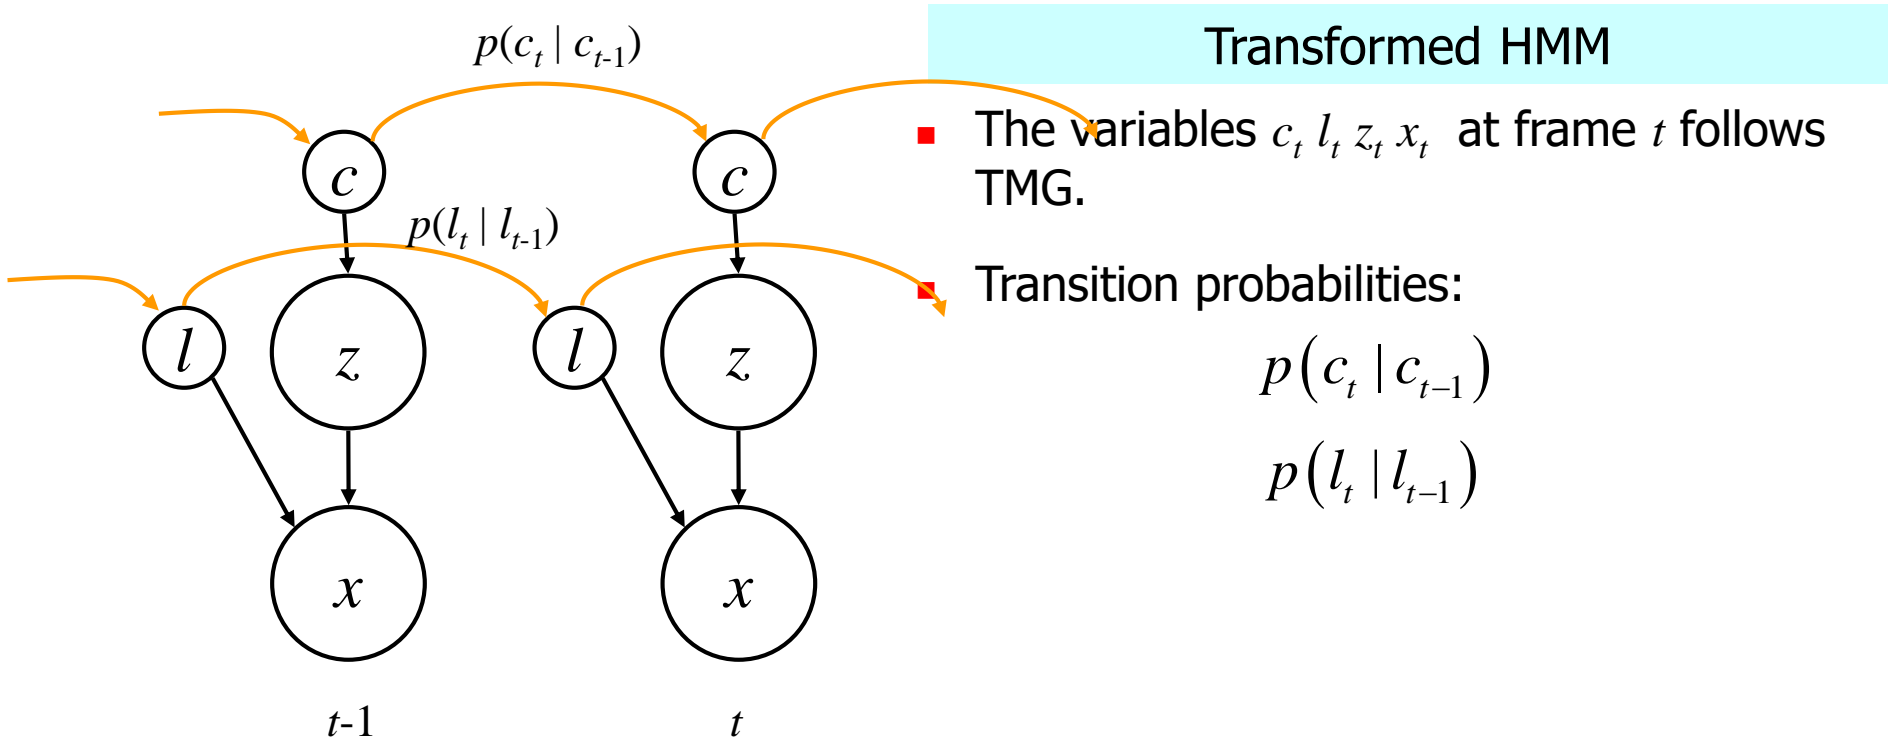 Transformed HMM
p(c_t | c_{t-1})
The variables c_t l_t z_t x_t at frame t follows
TMG.
c c
p(l_t | l_{t-1})
Transition probabilities:
l z l z
p(c_t | c_{t−1})
p(l_t | l_{t−1})
x x
t-1 t